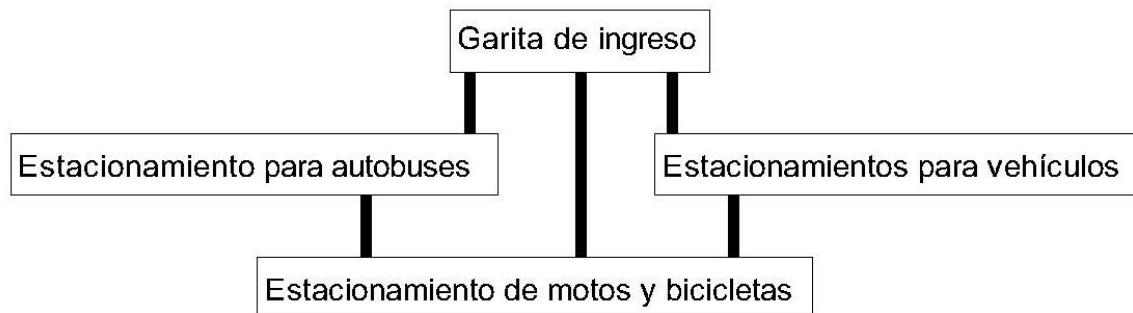 Garita de ingreso
Estacionamiento para autobuses
Estacionamientos para vehículos
Estacionamiento de motos y bicicletas